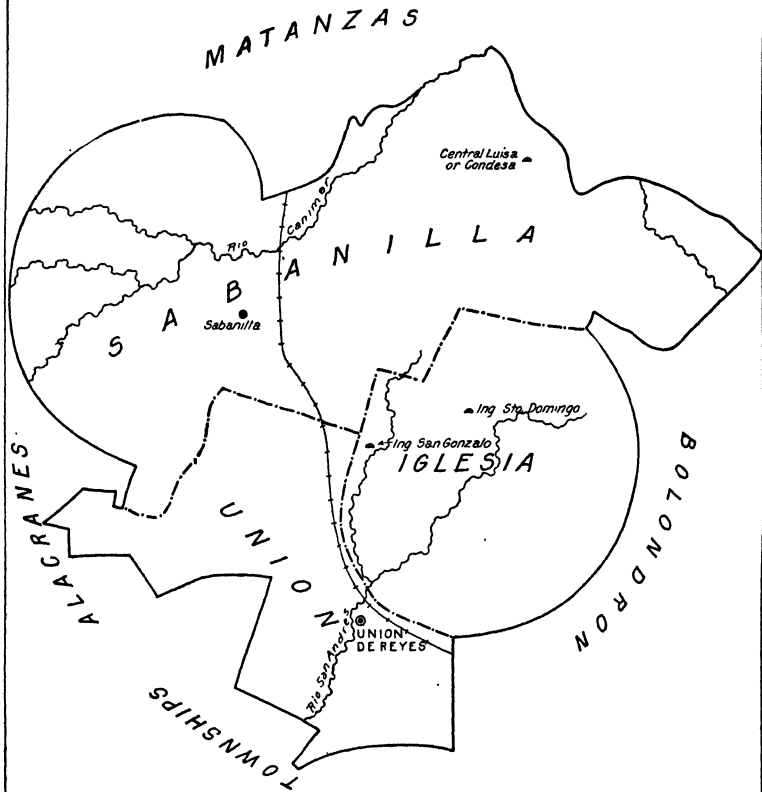 MATANZAS
Central Luisa
or Condesa
Rio Canimar
SABANILLA
Sabanilla
Ing Sto Domingo
Ing San Gonzalo
IGLESIA
BOLONDRON
ALACRANES
UNION
UNION
DE REYES
Rio San Andres
TOWNSHIPS